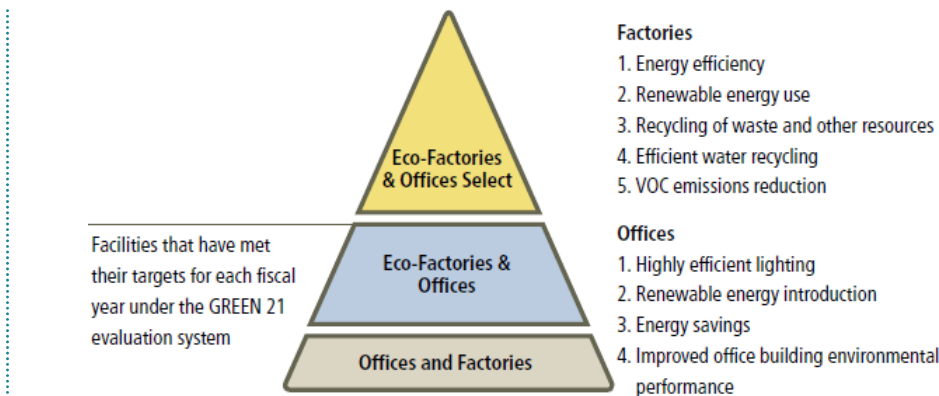 Eco-Factories
& Offices Select
Facilities that have met
their targets for each fiscal
year under the GREEN 21
evaluation system
Eco-Factories &
Offices
Offices and Factories
Factories
1. Energy efficiency
2. Renewable energy use
3. Recycling of waste and other resources
4. Efficient water recycling
5. VOC emissions reduction
Offices
1. Highly efficient lighting
2. Renewable energy introduction
3. Energy savings
4. Improved office building environmental
performance